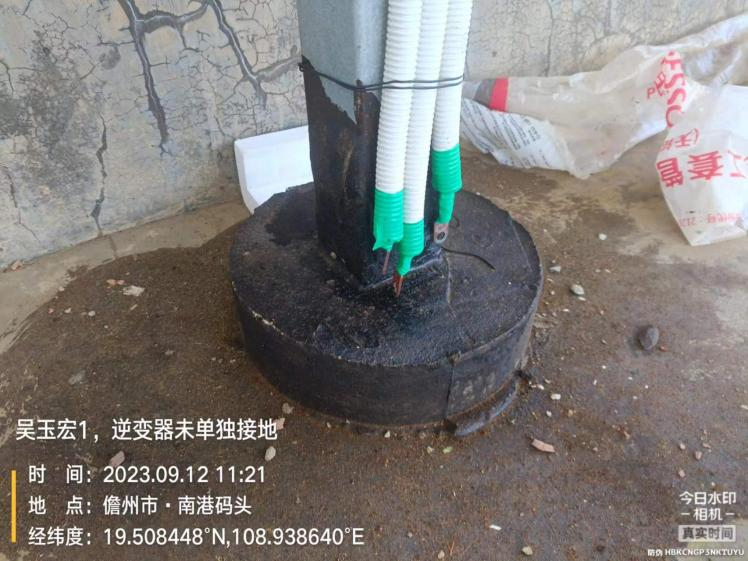 吴玉宏1，逆变器未单独接地
时 间：2023.09.12 11:21
地 点：儋州市·南港码头
经纬度：19.508448°N,108.938640°E
今日水印
-相机-
真实时间
防伪 HBKCNGP3NKTUYU
套管